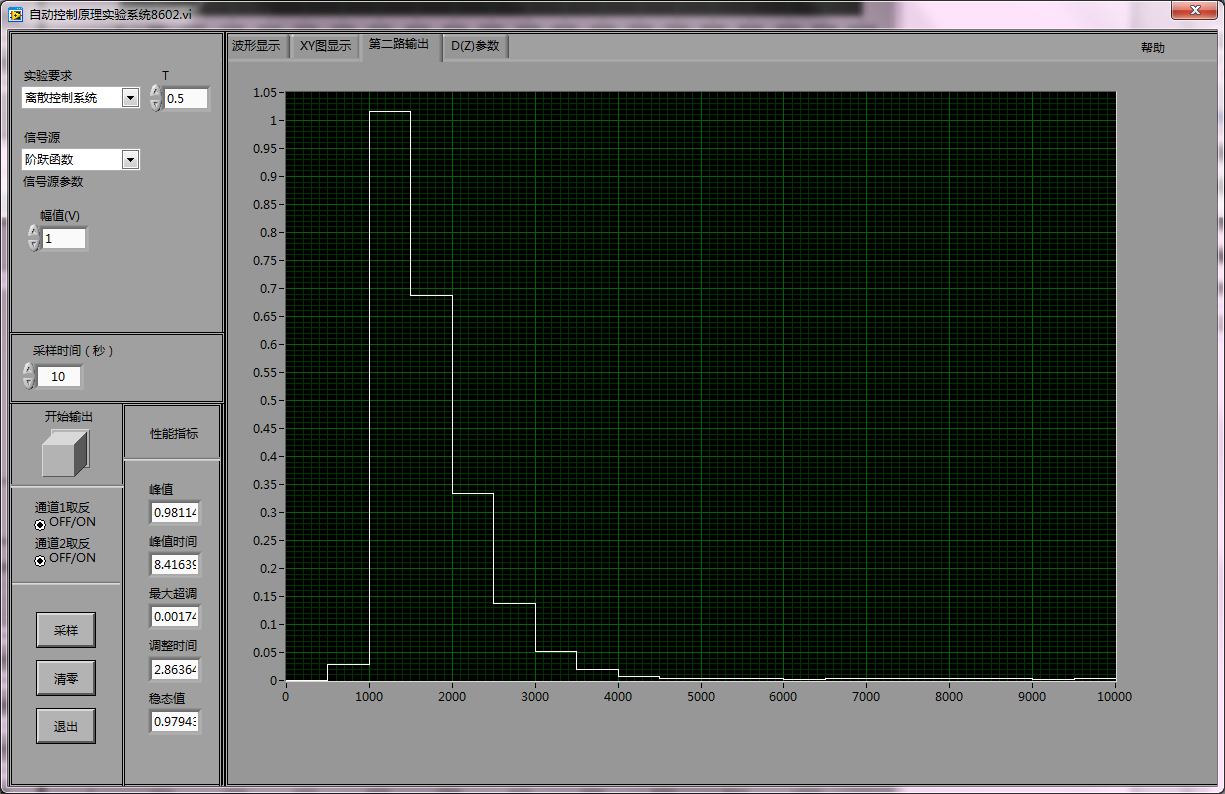 自动控制原理实验系统8602.vi
波形显示 XY图显示 第二路输出 D(Z)参数 帮助
实验要求 T
离散控制系统 0.5
信号源
阶跃函数
信号源参数
幅值(V)
1
采样时间（秒）
10
开始输出
通道1取反
OFF/ON
通道2取反
OFF/ON
采样
清零
退出
性能指标
峰值
0.98114
峰值时间
8.41639
最大超调
0.00174
调整时间
2.86364
稳态值
0.97943
1.05
1
0.95
0.9
0.85
0.8
0.75
0.7
0.65
0.6
0.55
0.5
0.45
0.4
0.35
0.3
0.25
0.2
0.15
0.1
0.05
0
0 1000 2000 3000 4000 5000 6000 7000 8000 9000 10000